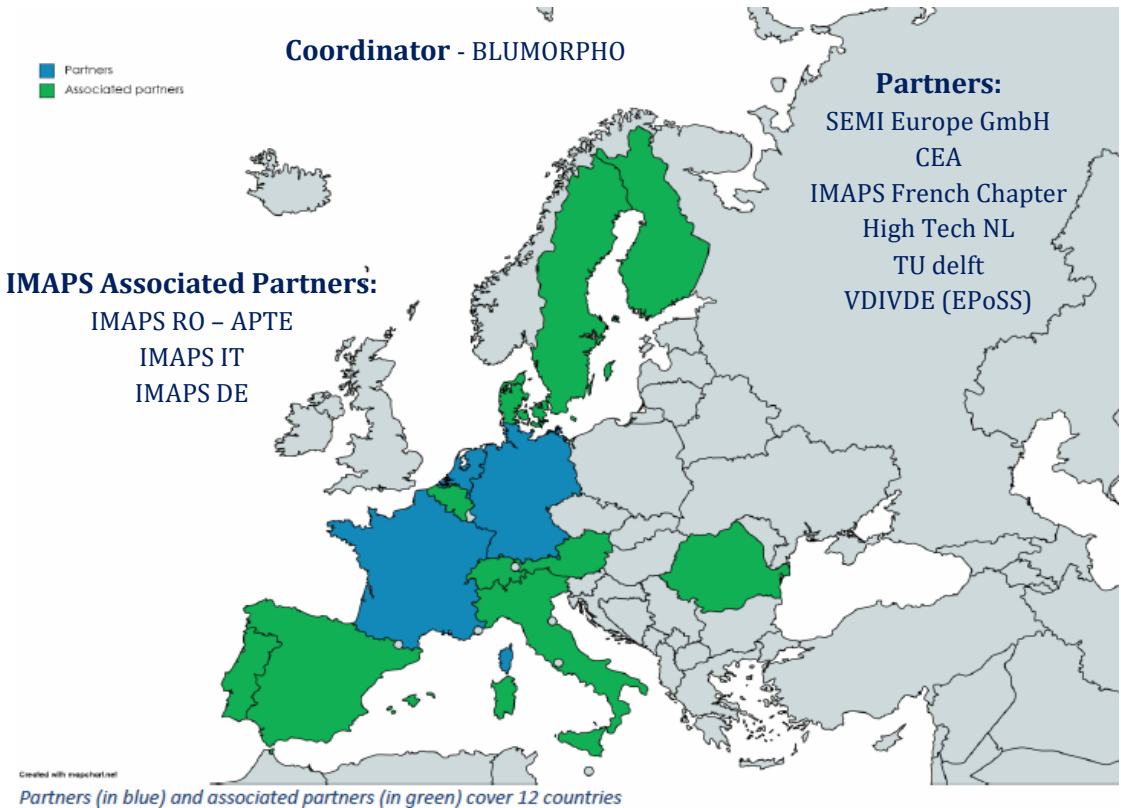 Coordinator - BLUMORPHO
Partners
Associated partners
Partners:
SEMI Europe GmbH
CEA
IMAPS French Chapter
High Tech NL
TU delft
VDIVDE (EPoSS)
IMAPS Associated Partners:
IMAPS RO – APTE
IMAPS IT
IMAPS DE
Created with mapchart.net
Partners (in blue) and associated partners (in green) cover 12 countries